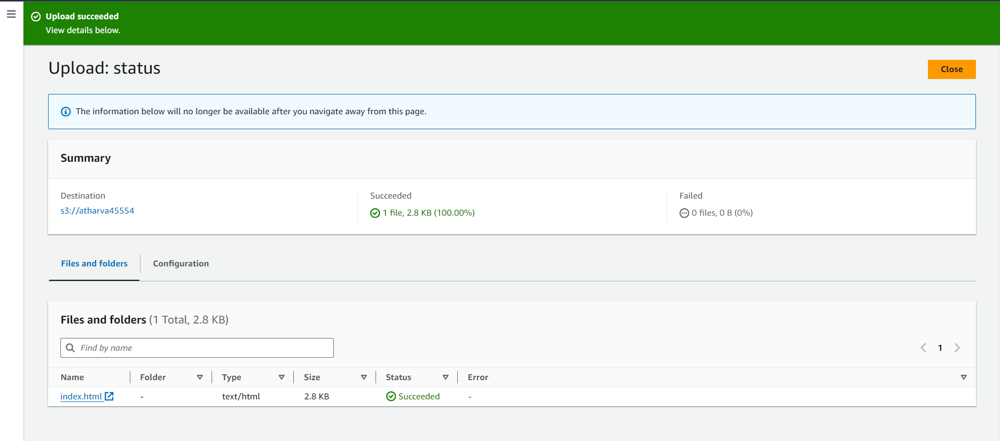 Upload succeeded
View details below.
Upload: status
Close
The information below will no longer be available after you navigate away from this page.
Summary
Destination
s3://atharva45554
Succeeded
1 file, 2.8 KB (100.00%)
Failed
0 files, 0 B (0%)
Files and folders
Configuration
Files and folders (1 Total, 2.8 KB)
Find by name
1
Name Folder Type Size Status Error
index.html - text/html 2.8 KB Succeeded -